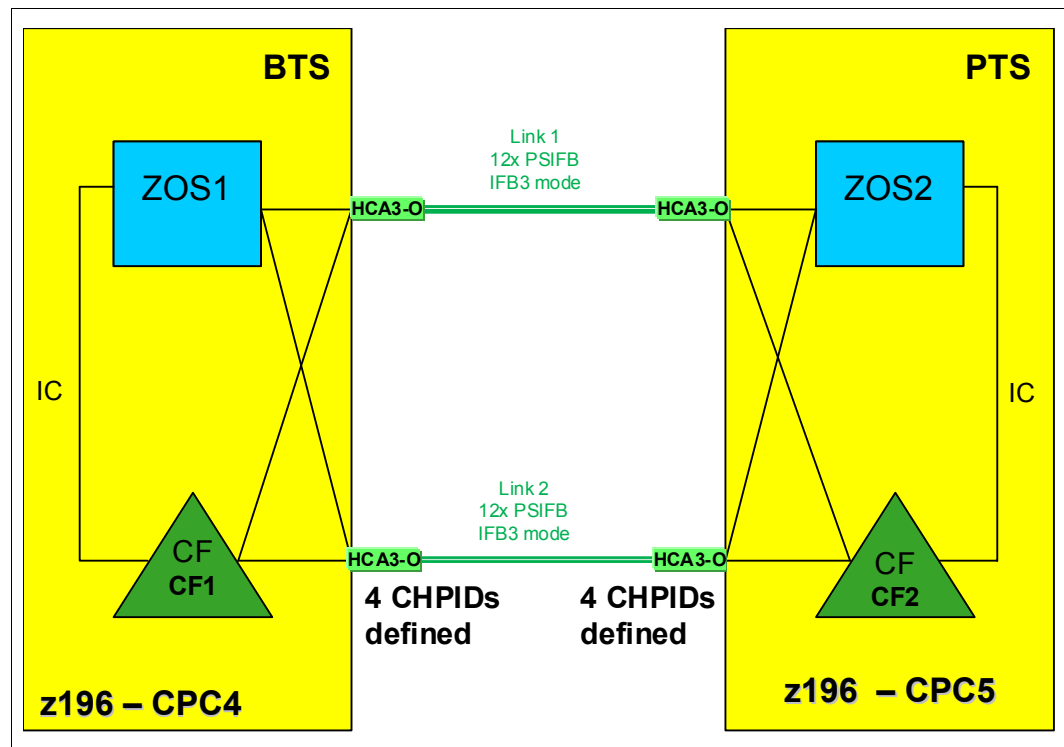 BTS
PTS
Link 1
12x PSIFB
IFB3 mode
ZOS1
ZOS2
HCA3-O
HCA3-O
IC
IC
Link 2
12x PSIFB
IFB3 mode
CF
CF1
CF
CF2
HCA3-O
HCA3-O
4 CHPIDs
defined
4 CHPIDs
defined
z196 – CPC4
z196 – CPC5